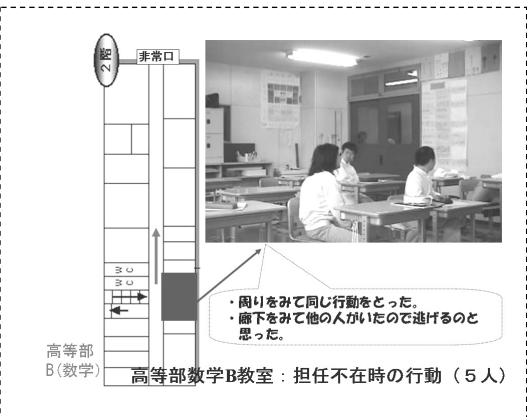 2階
非常口
WC
WC
・周りをみて同じ行動をとった。
・廊下をみて他の人がいたので逃げるのと
思った。
高等部
B(数学)
高等部数学B教室:担任不在時の行動（5人）